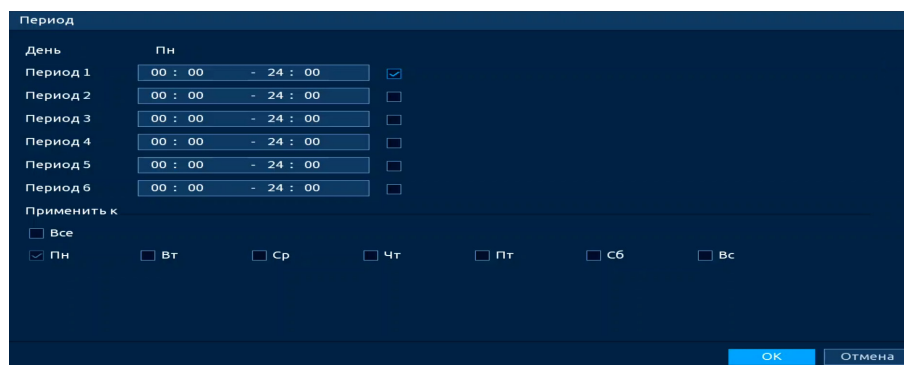 Период
День Пн
Период 1 00 : 00 - 24 : 00
Период 2 00 : 00 - 24 : 00
Период 3 00 : 00 - 24 : 00
Период 4 00 : 00 - 24 : 00
Период 5 00 : 00 - 24 : 00
Период 6 00 : 00 - 24 : 00
Применить к
Все
Пн Вт Ср Чт Пт Сб Вс
OK Отмена